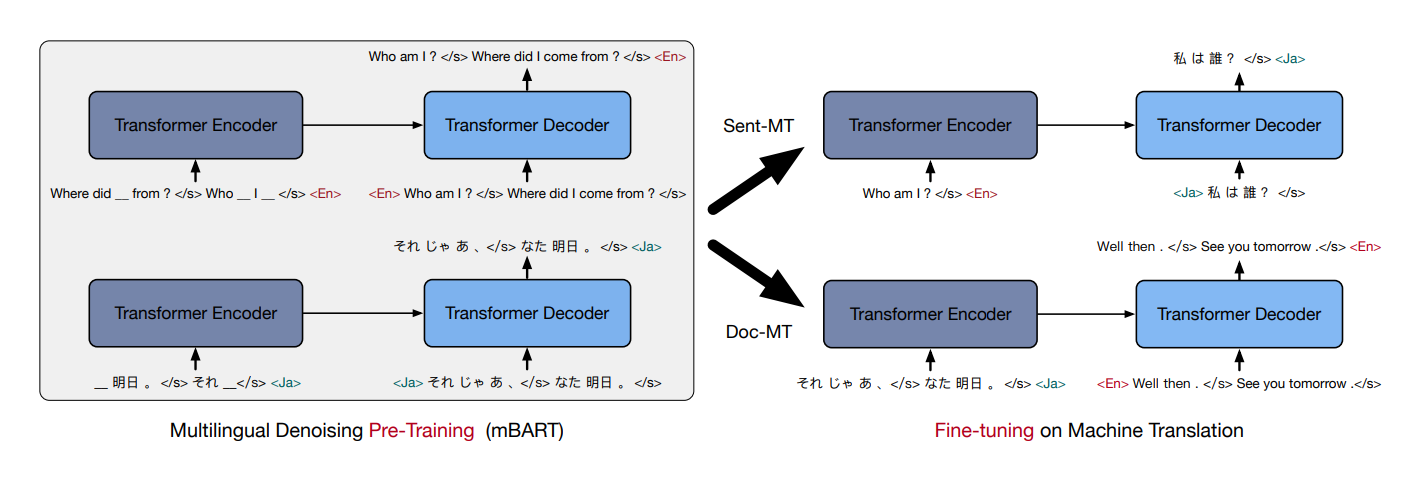 Who am I ? </s> Where did I come from ? </s> <En>
Transformer Encoder
Transformer Decoder
Where did __ from ? </s> Who __ I __ </s> <En>
<En> Who am I ? </s> Where did I come from ? </s>
それ じゃ あ 、</s> なた 明日 。 </s> <Ja>
Transformer Encoder
Transformer Decoder
__ 明日 。 </s> それ __</s> <Ja>
<Ja> それ じゃ あ 、</s> なた 明日 。 </s>
Multilingual Denoising Pre-Training (mBART)
Sent-MT
Doc-MT
私 は 誰 ? </s> <Ja>
Transformer Encoder
Transformer Decoder
Who am I ? </s> <En>
<Ja> 私 は 誰 ? </s>
Well then . </s> See you tomorrow .</s> <En>
Transformer Encoder
Transformer Decoder
それ じゃ あ 、</s> なた 明日 。 </s> <Ja>
<En> Well then . </s> See you tomorrow .</s>
Fine-tuning on Machine Translation